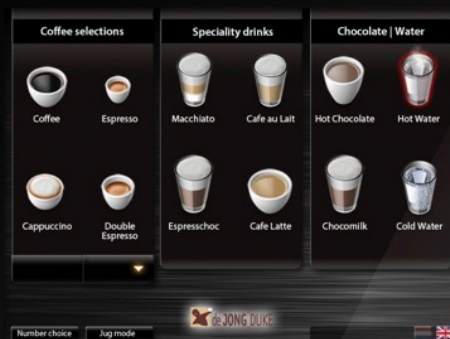 Coffee selections
Speciality drinks
Chocolate | Water
Coffee
Espresso
Macchiato
Cafe au Lait
Hot Chocolate
Hot Water
Cappuccino
Double
Espresso
Espresschoc
Cafe Latte
Chocomilk
Cold Water
de JONG DUKE
Number choice
Jug mode